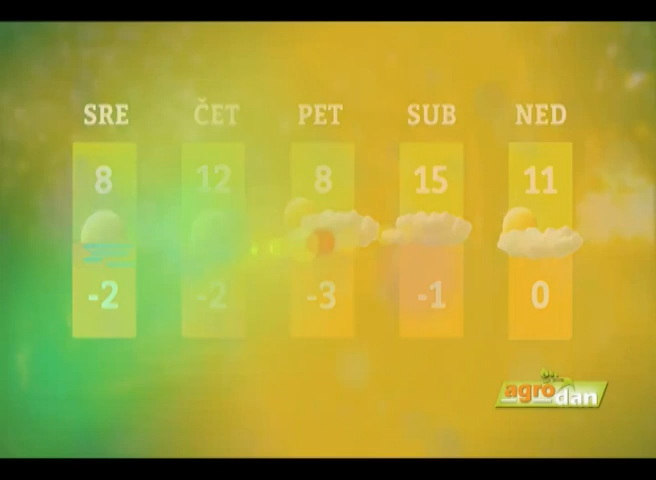 SRE ČET PET SUB NED
8 12 8 15 11
-2 -2 -3 -1 0
agro
dan